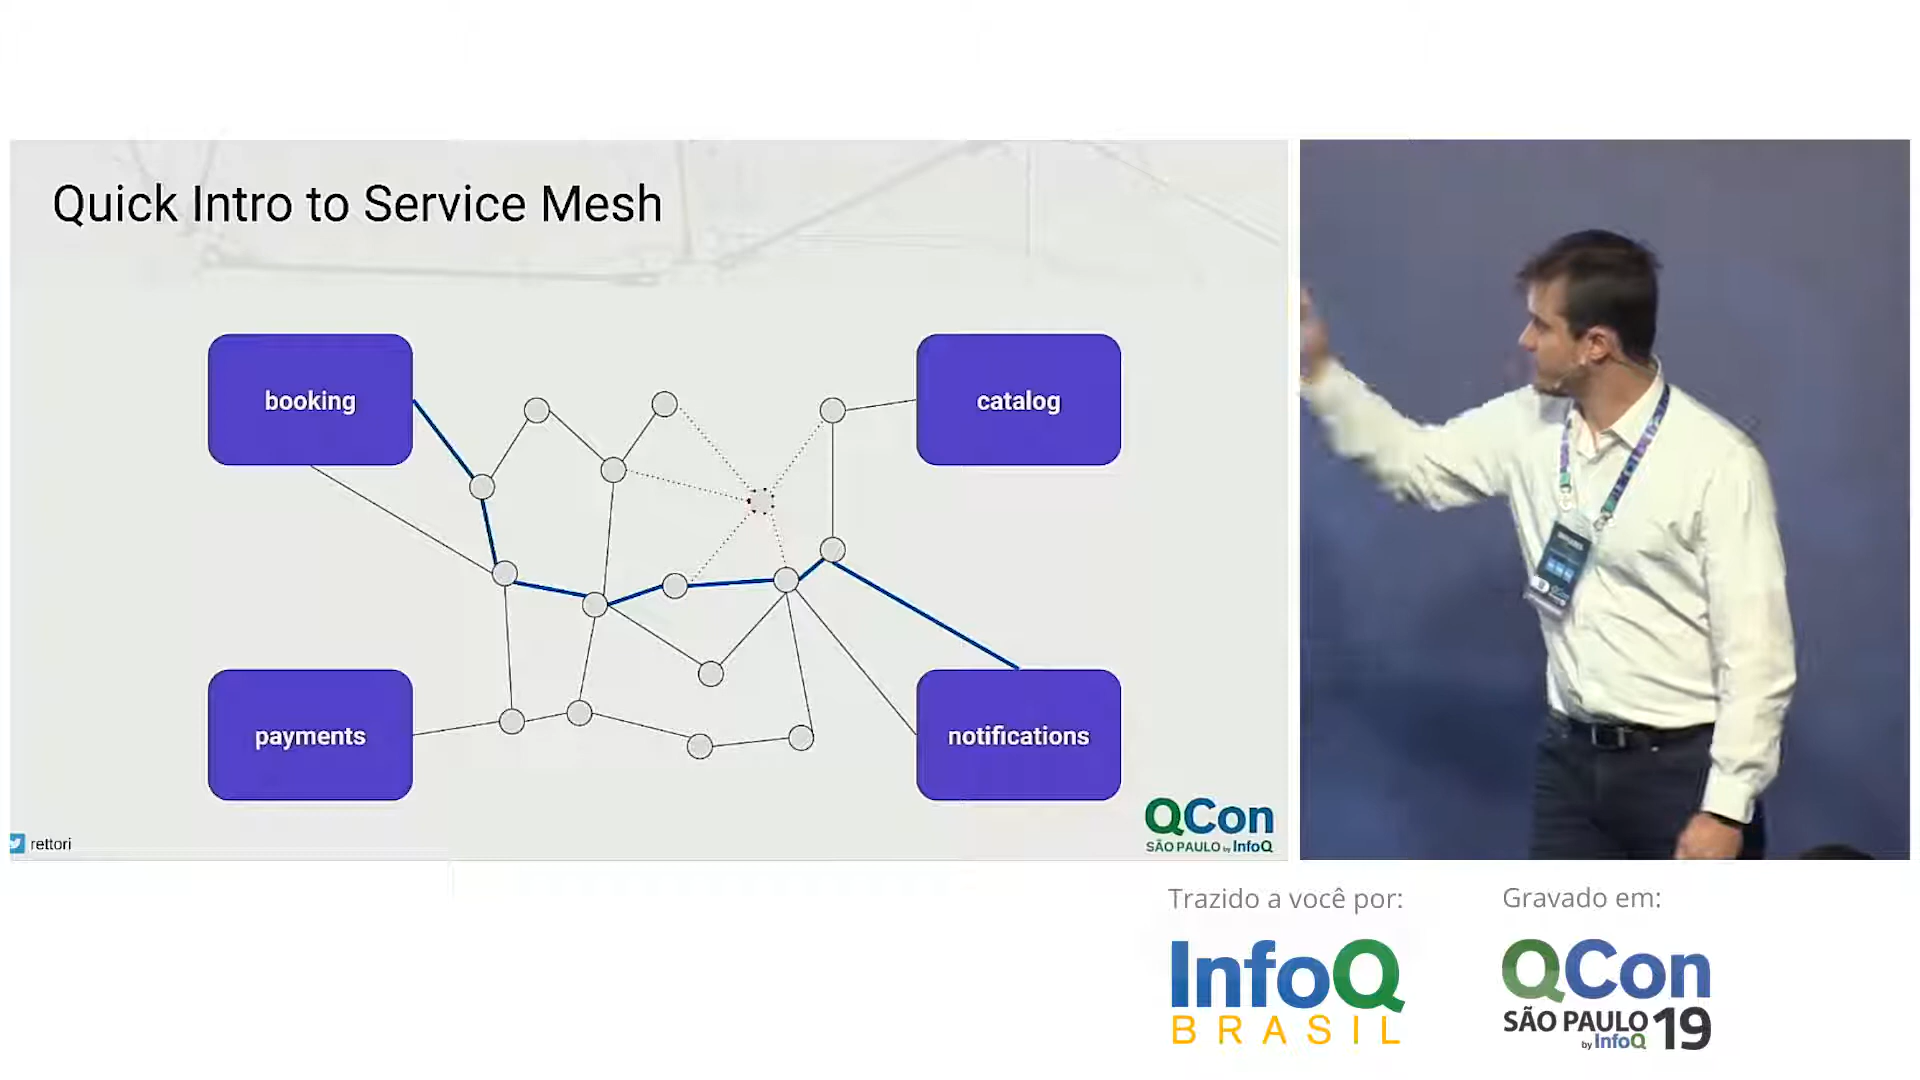 Quick Intro to Service Mesh
booking
catalog
payments
notifications
rettori
QCon
SÃO PAULO by InfoQ
Trazido a você por:
InfoQ
BRASIL
Gravado em:
QCon
SÃO PAULO 19
by InfoQ